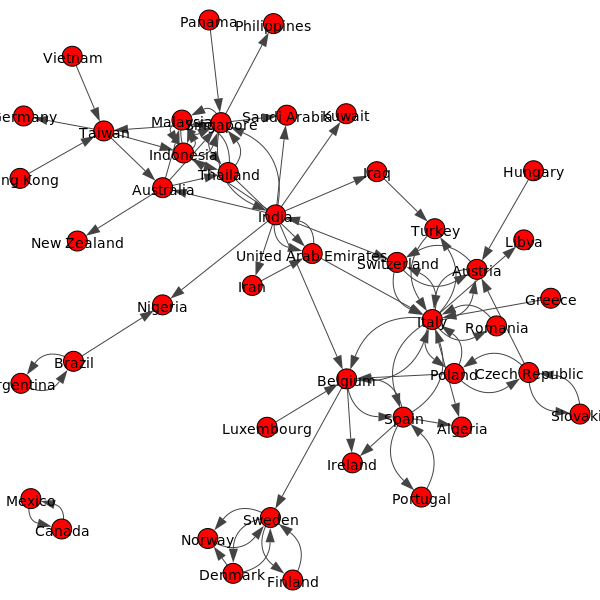 Panama
Philippines
Vietnam
Germany
Taiwan
Malaysia
Singapore
Saudi Arabia
Kuwait
Indonesia
ng Kong
Australia
Thailand
Iraq
Hungary
New Zealand
India
Turkey
Libya
United Arab Emirates
Switzerland
Austria
Iran
Nigeria
Italy
Romania
Greece
Brazil
rgentina
Belgium
Poland
Czech Republic
Slovaki
Luxembourg
Spain
Algeria
Ireland
Portugal
Mexico
Canada
Sweden
Norway
Denmark
Finland